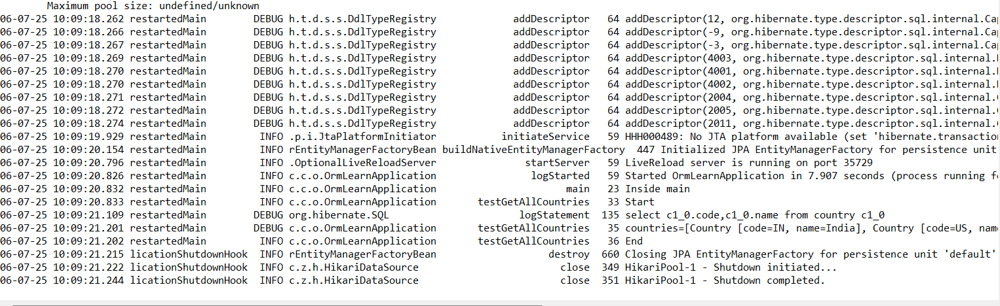 Maximum pool size: undefined/unknown
06-07-25 10:09:18.262 restartedMain DEBUG h.t.d.s.s.DdlTypeRegistry addDescriptor 64 addDescriptor(12, org.hibernate.type.descriptor.sql.internal.Cap
06-07-25 10:09:18.266 restartedMain DEBUG h.t.d.s.s.DdlTypeRegistry addDescriptor 64 addDescriptor(-9, org.hibernate.type.descriptor.sql.internal.Cap
06-07-25 10:09:18.267 restartedMain DEBUG h.t.d.s.s.DdlTypeRegistry addDescriptor 64 addDescriptor(-3, org.hibernate.type.descriptor.sql.internal.Cap
06-07-25 10:09:18.269 restartedMain DEBUG h.t.d.s.s.DdlTypeRegistry addDescriptor 64 addDescriptor(4003, org.hibernate.type.descriptor.sql.internal.
06-07-25 10:09:18.270 restartedMain DEBUG h.t.d.s.s.DdlTypeRegistry addDescriptor 64 addDescriptor(4001, org.hibernate.type.descriptor.sql.internal.
06-07-25 10:09:18.270 restartedMain DEBUG h.t.d.s.s.DdlTypeRegistry addDescriptor 64 addDescriptor(4002, org.hibernate.type.descriptor.sql.internal.
06-07-25 10:09:18.271 restartedMain DEBUG h.t.d.s.s.DdlTypeRegistry addDescriptor 64 addDescriptor(2004, org.hibernate.type.descriptor.sql.internal.
06-07-25 10:09:18.272 restartedMain DEBUG h.t.d.s.s.DdlTypeRegistry addDescriptor 64 addDescriptor(2005, org.hibernate.type.descriptor.sql.internal.
06-07-25 10:09:18.274 restartedMain DEBUG h.t.d.s.s.DdlTypeRegistry addDescriptor 64 addDescriptor(2011, org.hibernate.type.descriptor.sql.internal.
06-07-25 10:09:19.929 restartedMain INFO .p.i.JtaPlatformInitiator initiateService 59 HHH000489: No JTA platform available (set 'hibernate.transaction
06-07-25 10:09:20.154 restartedMain INFO rEntityManagerFactoryBean buildNativeEntityManagerFactory 447 Initialized JPA EntityManagerFactory for persistence unit
06-07-25 10:09:20.796 restartedMain INFO .OptionalLiveReloadServer startServer 59 LiveReload server is running on port 35729
06-07-25 10:09:20.826 restartedMain INFO c.c.o.OrmLearnApplication logStarted 59 Started OrmLearnApplication in 7.907 seconds (process running fo
06-07-25 10:09:20.832 restartedMain INFO c.c.o.OrmLearnApplication main 23 Inside main
06-07-25 10:09:20.833 restartedMain INFO c.c.o.OrmLearnApplication testGetAllCountries 33 Start
06-07-25 10:09:21.109 restartedMain DEBUG org.hibernate.SQL logStatement 135 select c1_0.code,c1_0.name from country c1_0
06-07-25 10:09:21.201 restartedMain DEBUG c.c.o.OrmLearnApplication testGetAllCountries 35 countries=[Country [code=IN, name=India], Country [code=US, nam
06-07-25 10:09:21.202 restartedMain INFO c.c.o.OrmLearnApplication testGetAllCountries 36 End
06-07-25 10:09:21.215 licationShutdownHook INFO rEntityManagerFactoryBean destroy 660 Closing JPA EntityManagerFactory for persistence unit 'default'
06-07-25 10:09:21.222 licationShutdownHook INFO c.z.h.HikariDataSource close 349 HikariPool-1 - Shutdown initiated...
06-07-25 10:09:21.244 licationShutdownHook INFO c.z.h.HikariDataSource close 351 HikariPool-1 - Shutdown completed.